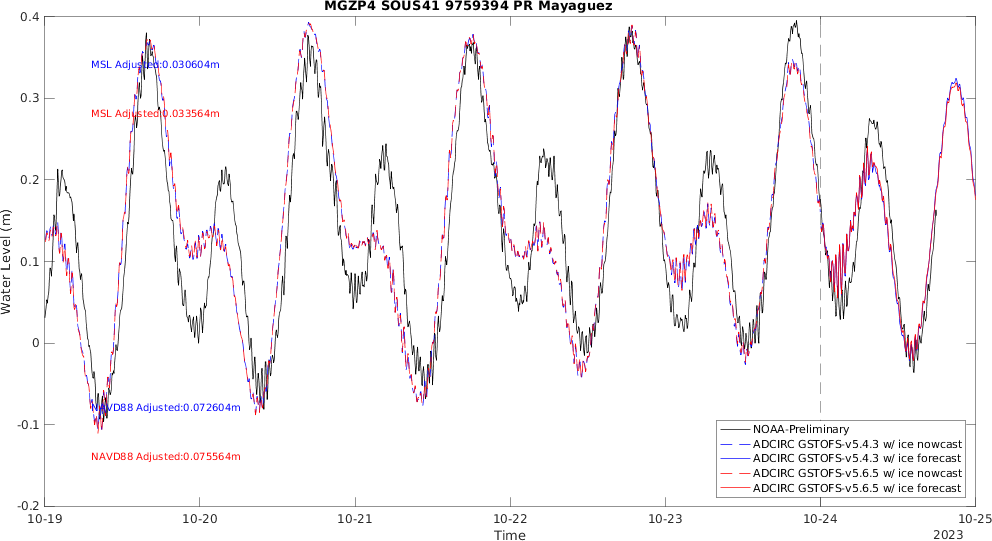 MGZP4 SOUS41 9759394 PR Mayaguez
Water Level (m)
0.4
0.3
0.2
0.1
0
-0.1
-0.2
MSL Adjusted:0.030604m
MSL Adjusted:0.033564m
NAVD88 Adjusted:0.072604m
NAVD88 Adjusted:0.075564m
NOAA-Preliminary
ADCIRC GSTOFS-v5.4.3 w/ ice nowcast
ADCIRC GSTOFS-v5.4.3 w/ ice forecast
ADCIRC GSTOFS-v5.6.5 w/ ice nowcast
ADCIRC GSTOFS-v5.6.5 w/ ice forecast
10-19 10-20 10-21 10-22 10-23 10-24 10-25
Time
2023